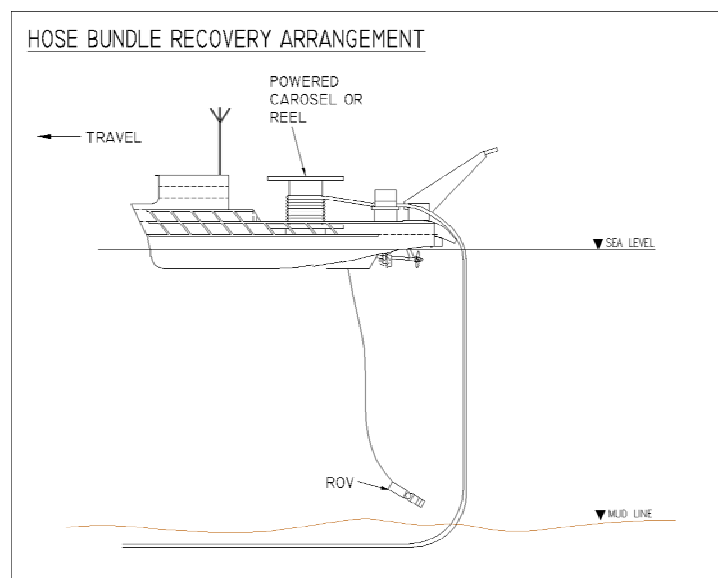 HOSE BUNDLE RECOVERY ARRANGEMENT
POWERED
CAROSEL OR
REEL
TRAVEL
SEA LEVEL
ROV
MUD LINE